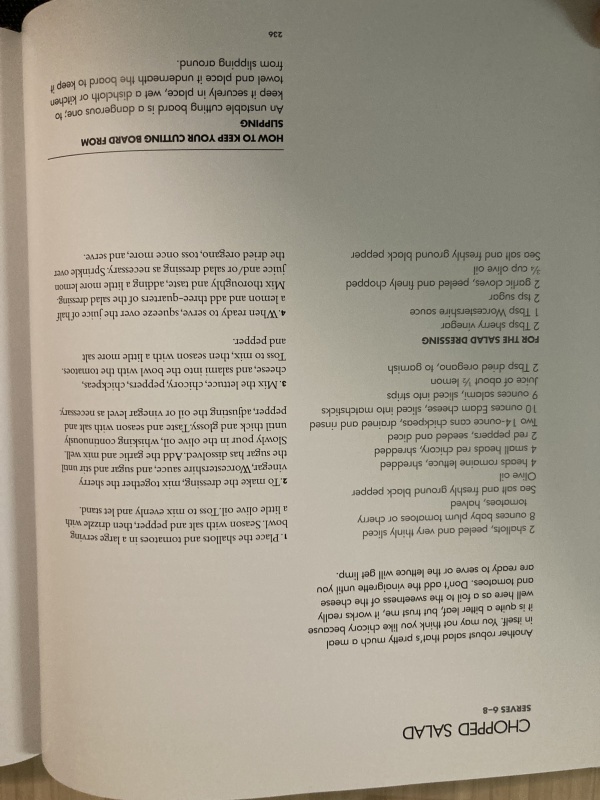 CHOPPED SALAD
SERVES 6–8
Another robust salad that's pretty much a meal
in itself. You may not think you like chicory because
it is quite a bitter leaf, but trust me, it works really
well here as a foil to the sweetness of the cheese
and tomatoes. Don't add the vinaigrette until you
are ready to serve or the lettuce will get limp.
2 shallots, peeled and very thinly sliced
8 ounces baby plum tomatoes or cherry
tomatoes, halved
Sea salt and freshly ground black pepper
Olive oil
4 heads romaine lettuce, shredded
4 small heads red chicory, shredded
2 red peppers, seeded and diced
Two 14-ounce cans chickpeas, drained and rinsed
10 ounces Edam cheese, sliced into matchsticks
9 ounces salami, sliced into strips
Juice of about ½ lemon
2 Tbsp dried oregano, to garnish
FOR THE SALAD DRESSING
2 Tbsp sherry vinegar
1 Tbsp Worcestershire sauce
2 tsp sugar
2 garlic cloves, peeled and finely chopped
¾ cup olive oil
Sea salt and freshly ground black pepper
1. Place the shallots and tomatoes in a large serving
bowl. Season with salt and pepper, then drizzle with
a little olive oil. Toss to mix evenly and let stand.
2. To make the dressing, mix together the sherry
vinegar, Worcestershire sauce, and sugar and stir until
the sugar has dissolved. Add the garlic and mix well.
Slowly pour in the olive oil, whisking continuously
until thick and glossy. Taste and season with salt and
pepper, adjusting the oil or vinegar level as necessary.
3. Mix the lettuce, chicory, peppers, chickpeas,
cheese, and salami into the bowl with the tomatoes.
Toss to mix, then season with a little more salt
and pepper.
4. When ready to serve, squeeze over the juice of half
a lemon and add three-quarters of the salad dressing.
Mix thoroughly and taste, adding a little more lemon
juice and/or salad dressing as necessary. Sprinkle over
the dried oregano, toss once more, and serve.
HOW TO KEEP YOUR CUTTING BOARD FROM
SLIPPING
An unstable cutting board is a dangerous one; to
keep it securely in place, wet a dishcloth or kitchen
towel and place it underneath the board to keep it
from slipping around.
236